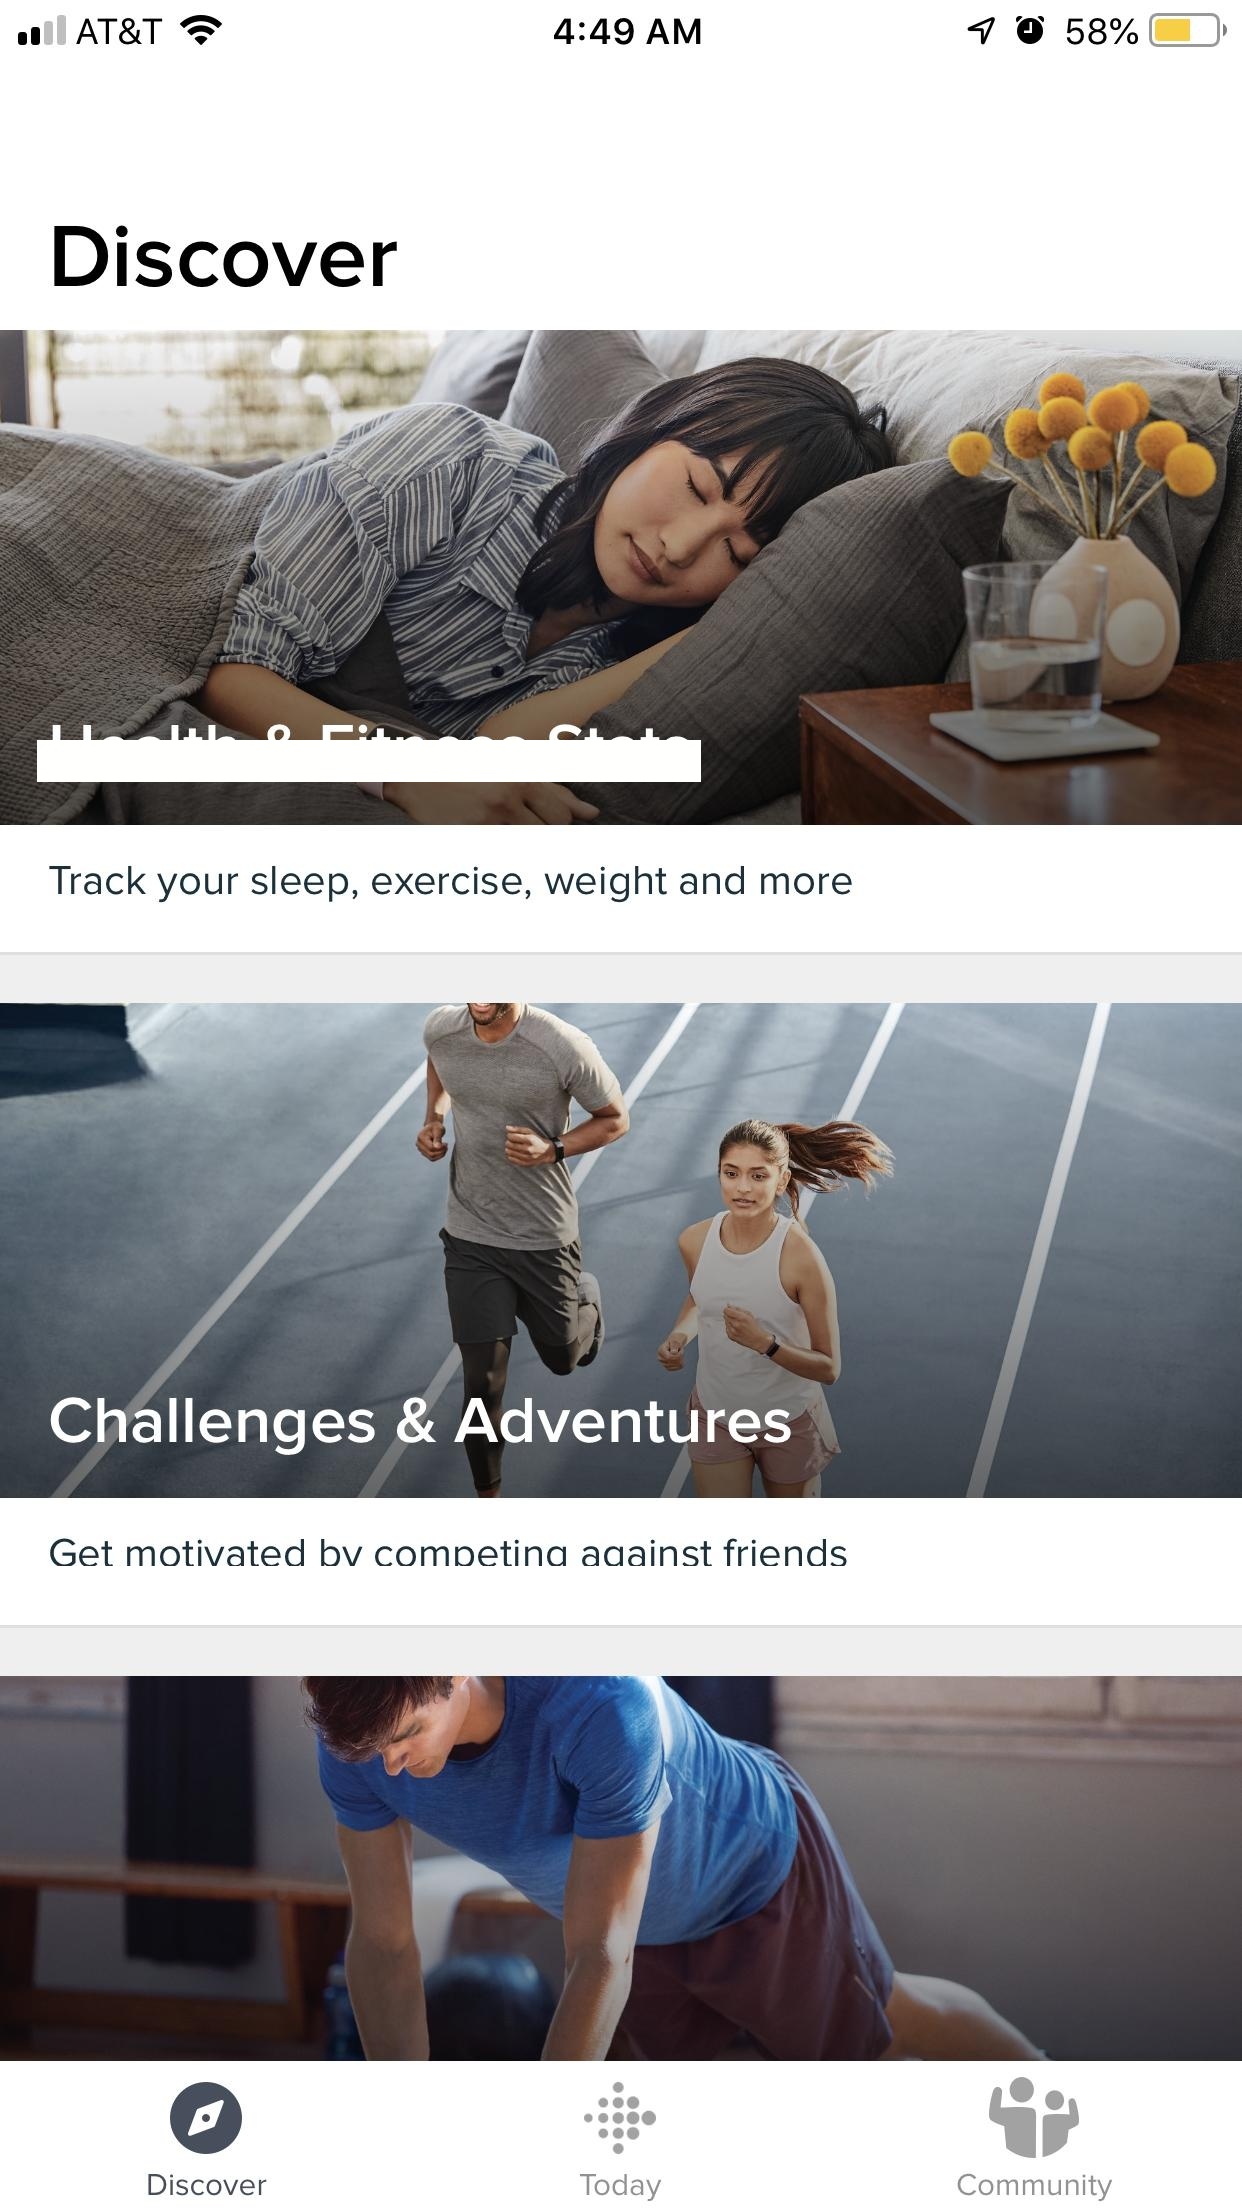 AT&T 4:49 AM 58%
Discover
Track your sleep, exercise, weight and more
Challenges & Adventures
Get motivated by competing against friends
Discover Today Community